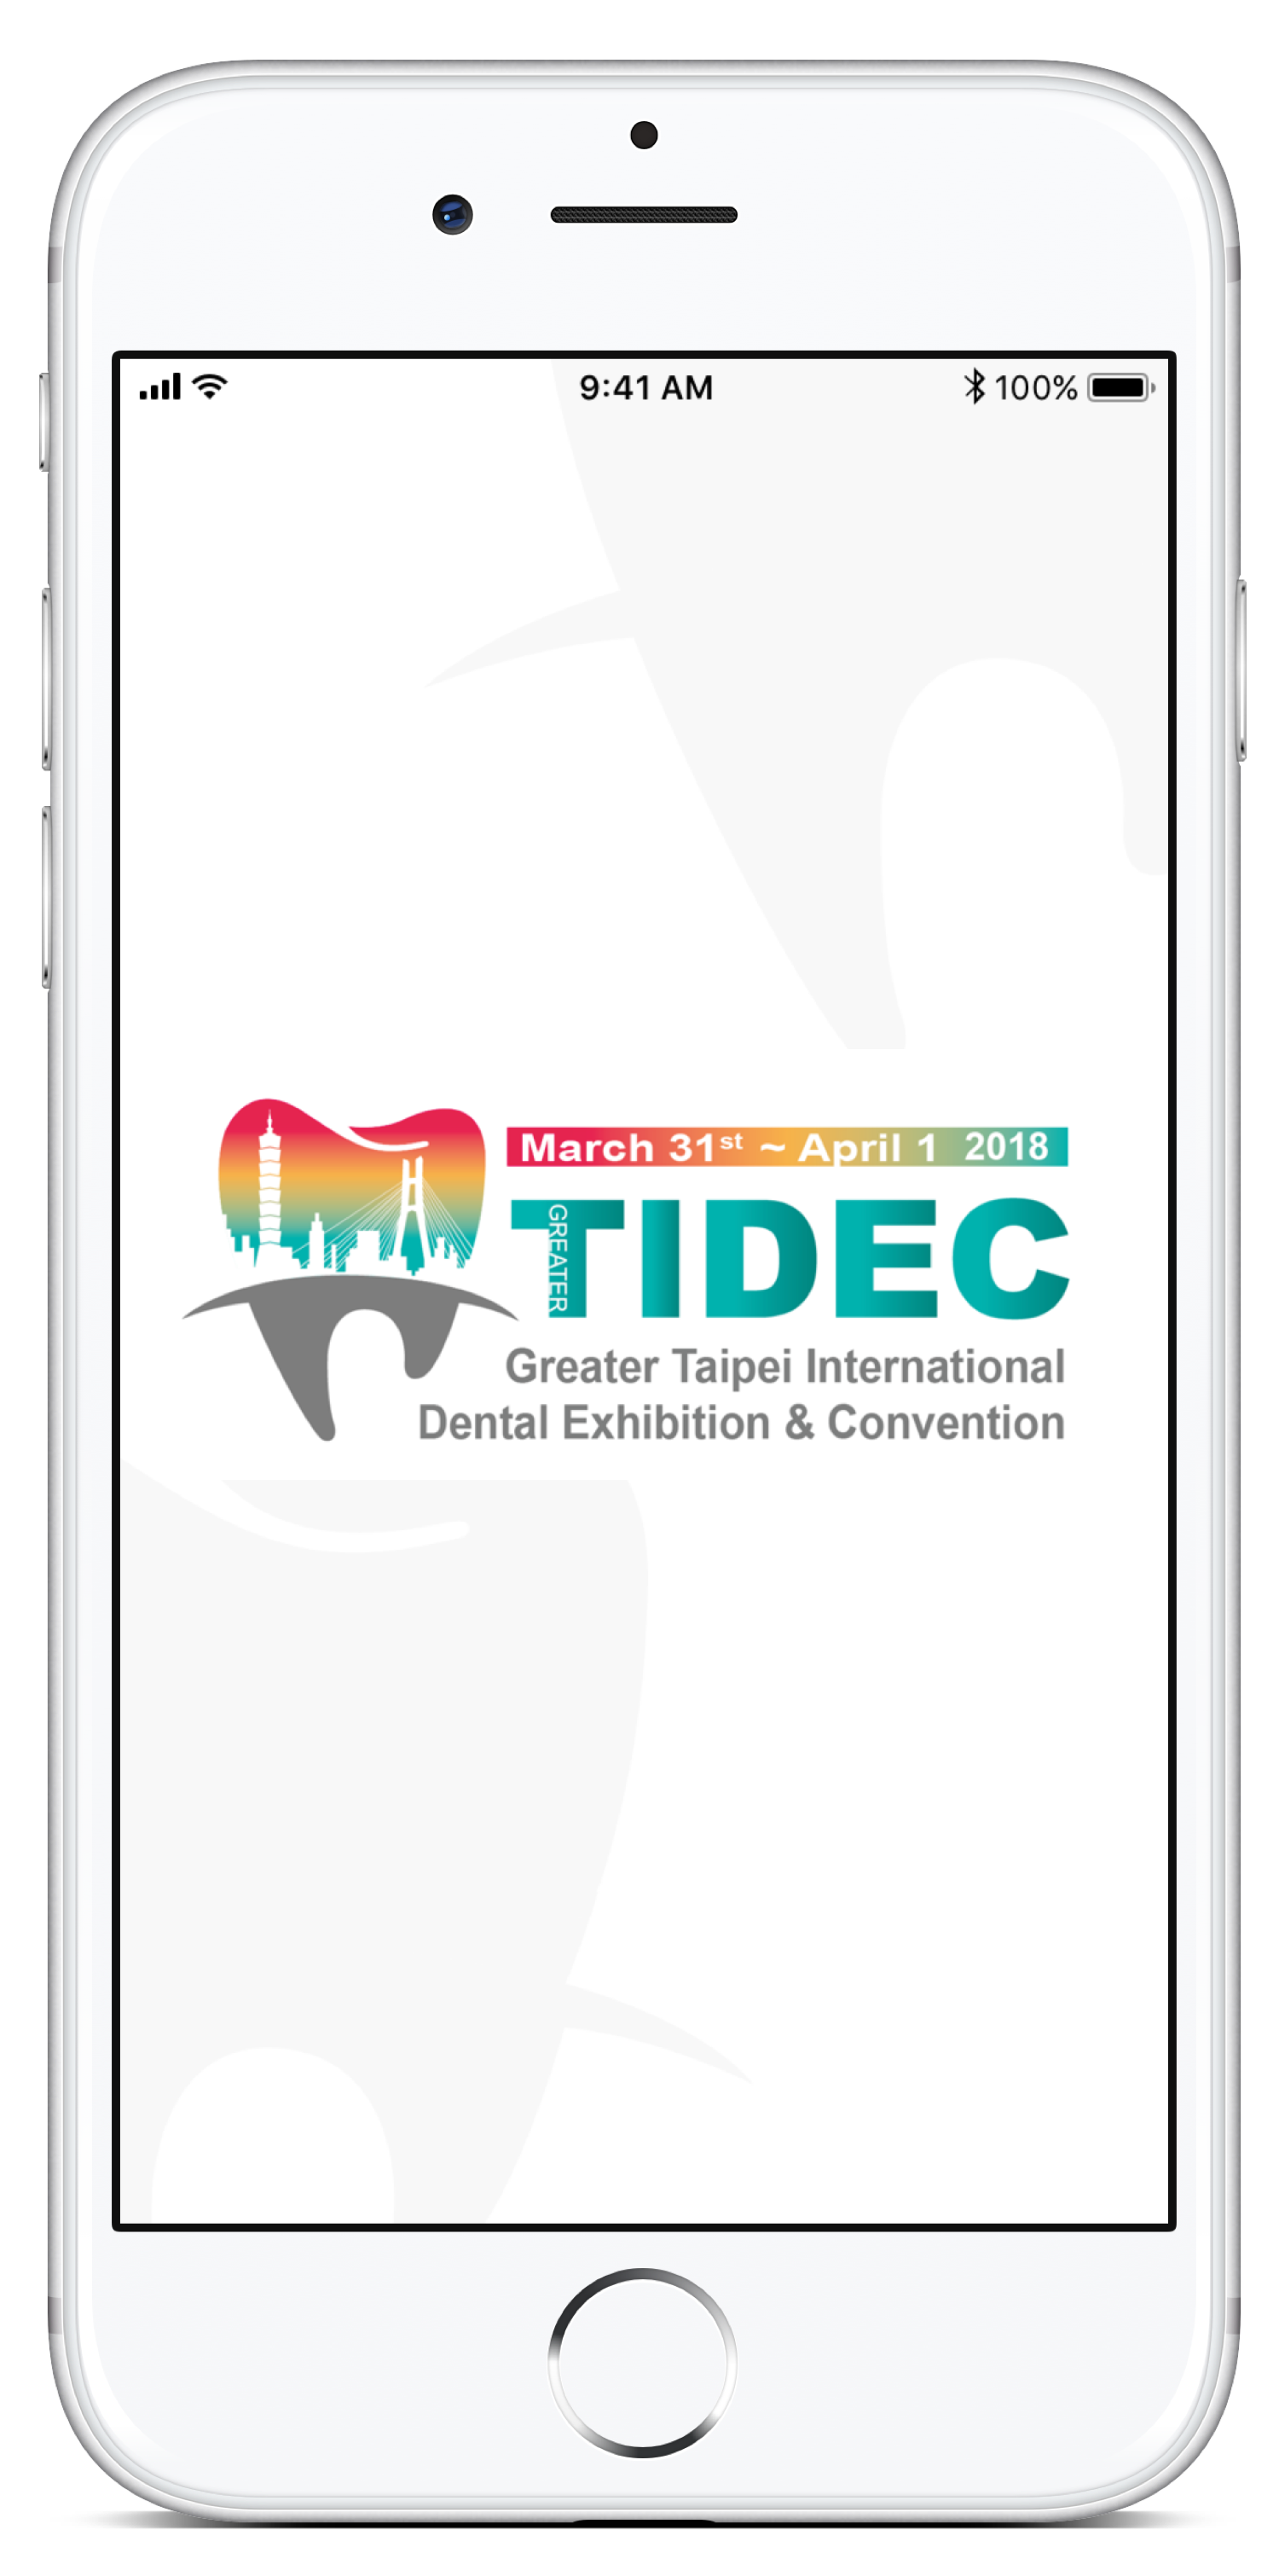 9:41 AM
100%
March 31st ~ April 1 2018
GREATER
TIDEC
Greater Taipei International
Dental Exhibition & Convention